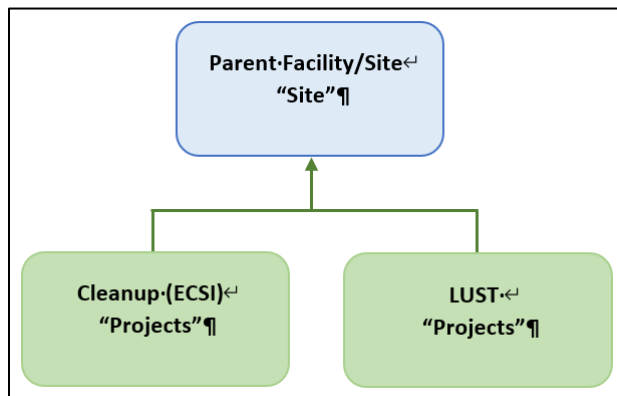 Parent·Facility/Site↵
“Site”¶
Cleanup·(ECSI)↵
“Projects”¶
LUST·↵
“Projects”¶